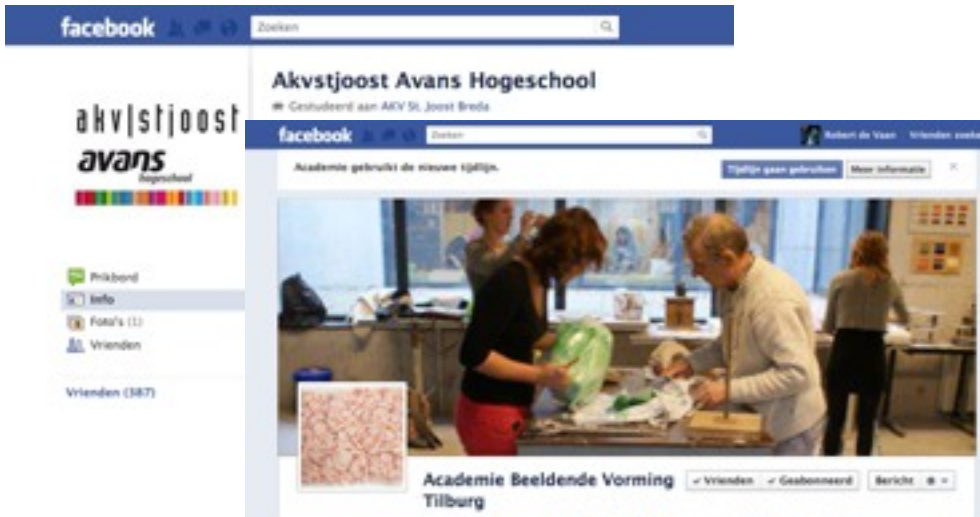 facebook
Zoeken
akv|stjoost
avans
hogeschool
Akvstjoost Avans Hogeschool
Gestudeerd aan AKV St. Joost Breda
Prikbord
Info
Foto's (1)
Vrienden
Vrienden (387)
facebook
Zoeken
Robert de Vaan
Vrienden zoeke
Academie gebruikt de nieuwe tijdlijn.
Tijdlijn gaan gebruiken
Meer informatie
Academie Beeldende Vorming
Tilburg
Vrienden
Geabonneerd
Bericht